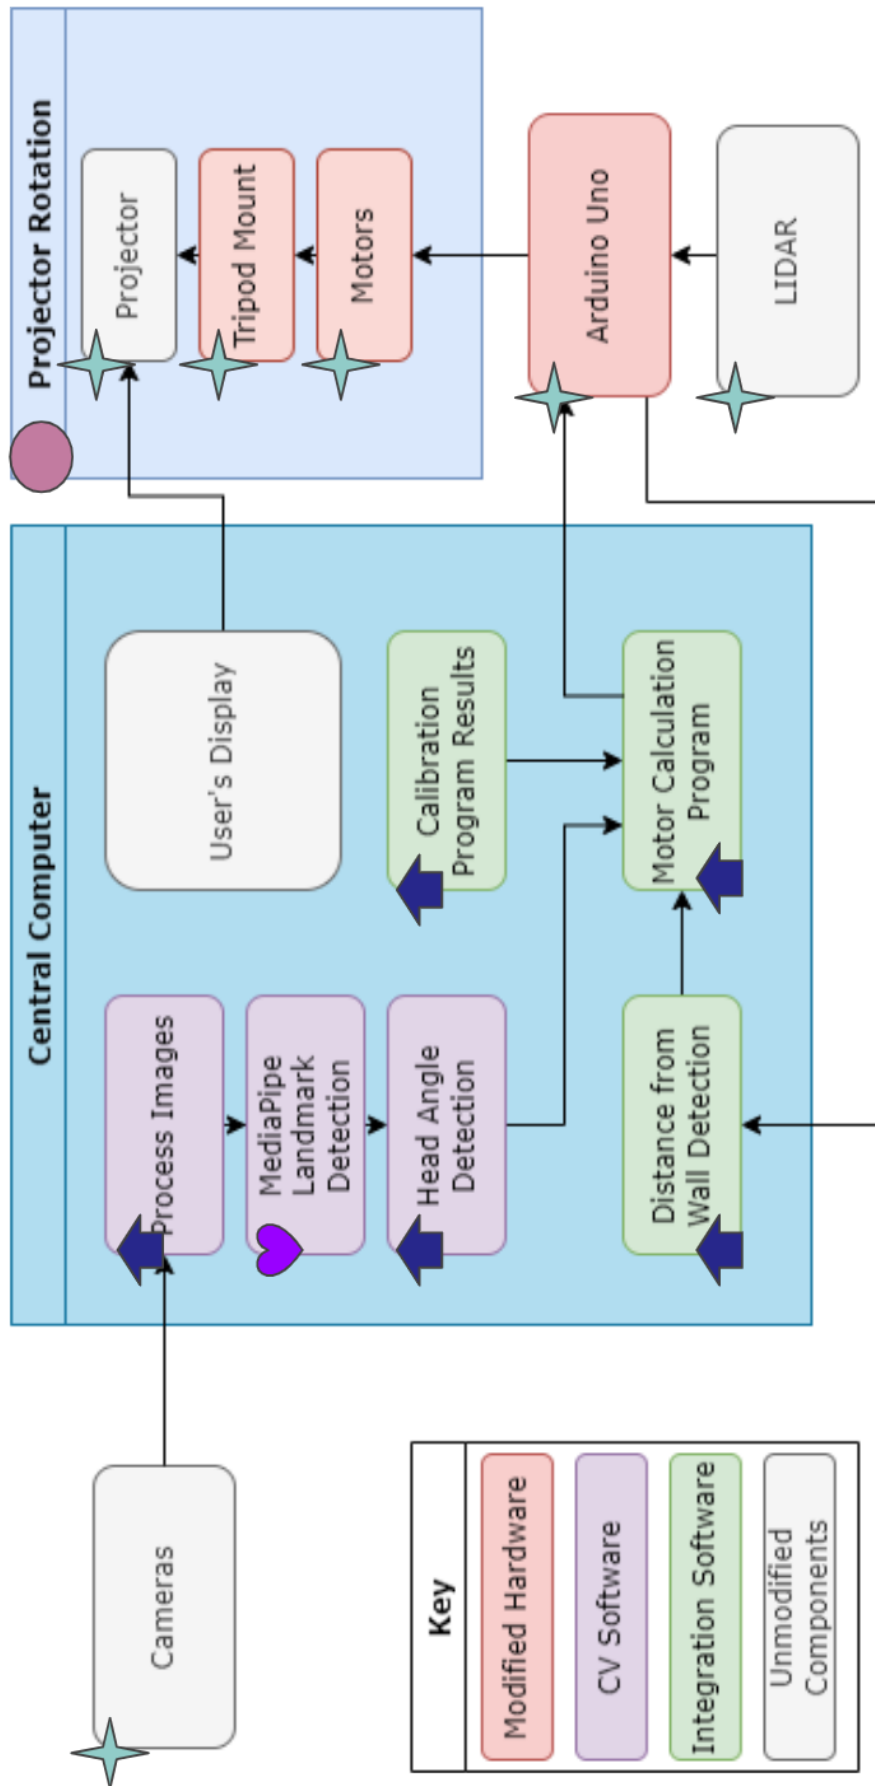 Cameras
Central Computer
Process Images
MediaPipe
Landmark
Detection
Head Angle
Detection
Distance from
Wall Detection
User's Display
Calibration
Program Results
Motor Calculation
Program
Projector Rotation
Projector
Tripod Mount
Motors
Arduino Uno
LIDAR
Key
Modified Hardware
CV Software
Integration Software
Unmodified
Components